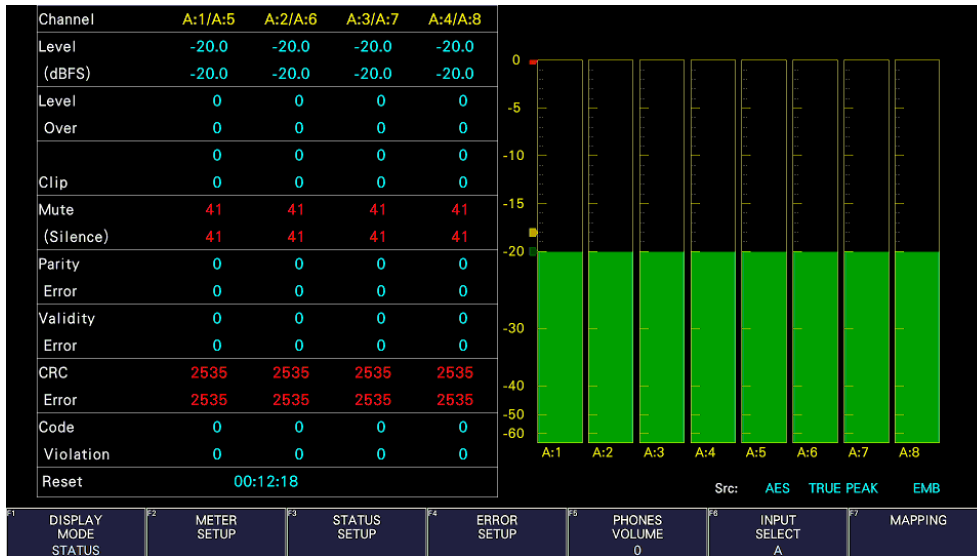 Channel A:1/A:5 A:2/A:6 A:3/A:7 A:4/A:8
Level -20.0 -20.0 -20.0 -20.0
(dBFS) -20.0 -20.0 -20.0 -20.0
Level 0 0 0 0
Over 0 0 0 0
0 0 0 0
Clip 0 0 0 0
Mute 41 41 41 41
(Silence) 41 41 41 41
Parity 0 0 0 0
Error 0 0 0 0
Validity 0 0 0 0
Error 0 0 0 0
CRC 2535 2535 2535 2535
Error 2535 2535 2535 2535
Code 0 0 0 0
Violation 0 0 0 0
Reset 00:12:18
0
-5
-10
-15
-20
-30
-40
-50
-60
A:1 A:2 A:3 A:4 A:5 A:6 A:7 A:8
Src: AES TRUE PEAK EMB
F1 DISPLAY
MODE
STATUS
F2 METER
SETUP
F3 STATUS
SETUP
F4 ERROR
SETUP
F5 PHONES
VOLUME
0
F6 INPUT
SELECT
A
F7 MAPPING